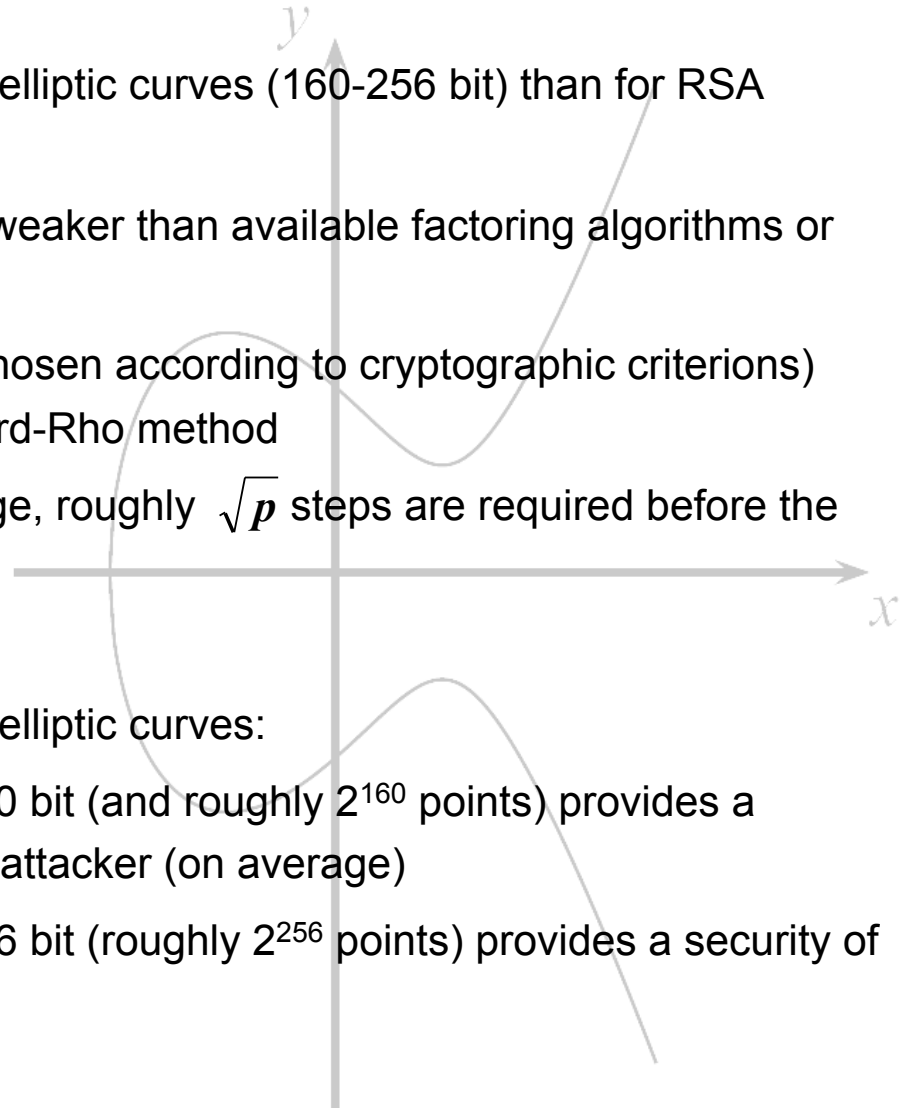 y
elliptic curves (160-256 bit) than for RSA
weaker than available factoring algorithms or
hosen according to cryptographic criterions)
rd-Rho method
ge, roughly √p steps are required before the
x
elliptic curves:
0 bit (and roughly 2¹⁶⁰ points) provides a
attacker (on average)
6 bit (roughly 2²⁵⁶ points) provides a security of